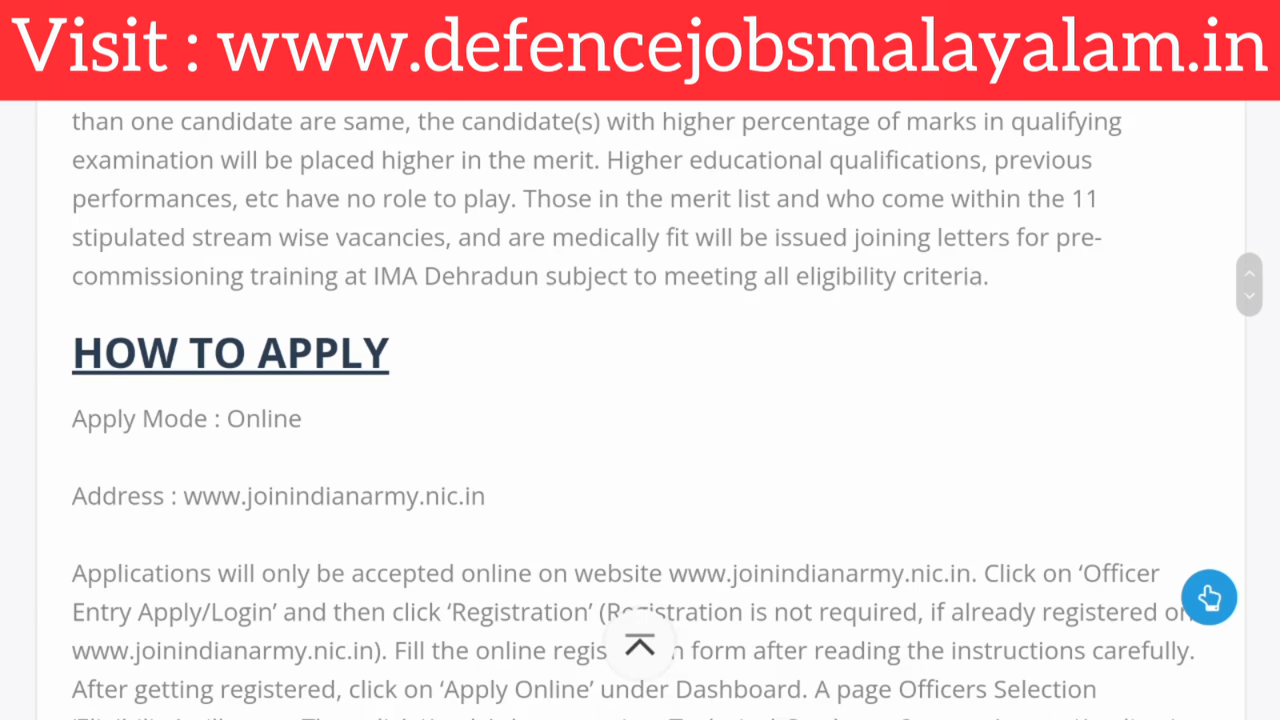 Visit : www.defencejobsmalayalam.in
than one candidate are same, the candidate(s) with higher percentage of marks in qualifying
examination will be placed higher in the merit. Higher educational qualifications, previous
performances, etc have no role to play. Those in the merit list and who come within the 11
stipulated stream wise vacancies, and are medically fit will be issued joining letters for pre-
commissioning training at IMA Dehradun subject to meeting all eligibility criteria.
HOW TO APPLY
Apply Mode : Online
Address : www.joinindianarmy.nic.in
Applications will only be accepted online on website www.joinindianarmy.nic.in. Click on ‘Officer
Entry Apply/Login’ and then click ‘Registration’ (Registration is not required, if already registered on
www.joinindianarmy.nic.in). Fill the online form after reading the instructions carefully.
After getting registered, click on ‘Apply Online’ under Dashboard. A page Officers Selection